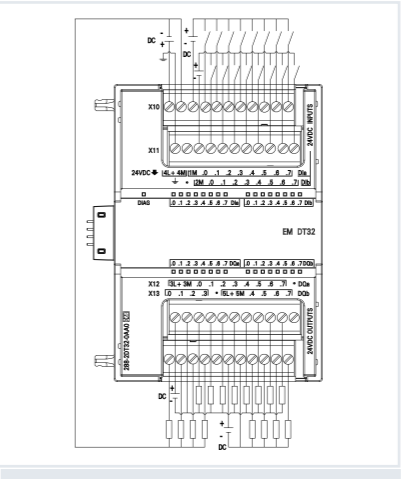 -
DC
+
+
-
DC
+
-
X10
X11
24VDC
4L+ 4M 1M .0 .1 .2 .3 .4 .5 .6 .7 DIa
2M .0 .1 .2 .3 .4 .5 .6 .7 DIb
24VDC INPUTS
DIAG
.0 .1 .2 .3 .4 .5 .6 .7 DIa
.0 .1 .2 .3 .4 .5 .6 .7 DIb
EM DT32
.0 .1 .2 .3 .4 .5 .6 .7 DQa
.0 .1 .2 .3 .4 .5 .6 .7 DQb
X12 3L+ 3M .0 .1 .2 .3 .4 .5 .6 .7 DQa
X13 .0 .1 .2 .3 5L+ 5M .4 .5 .6 .7 DQb
288-2DT32-0AA0
24VDC OUTPUTS
+
DC
-
+
-
DC